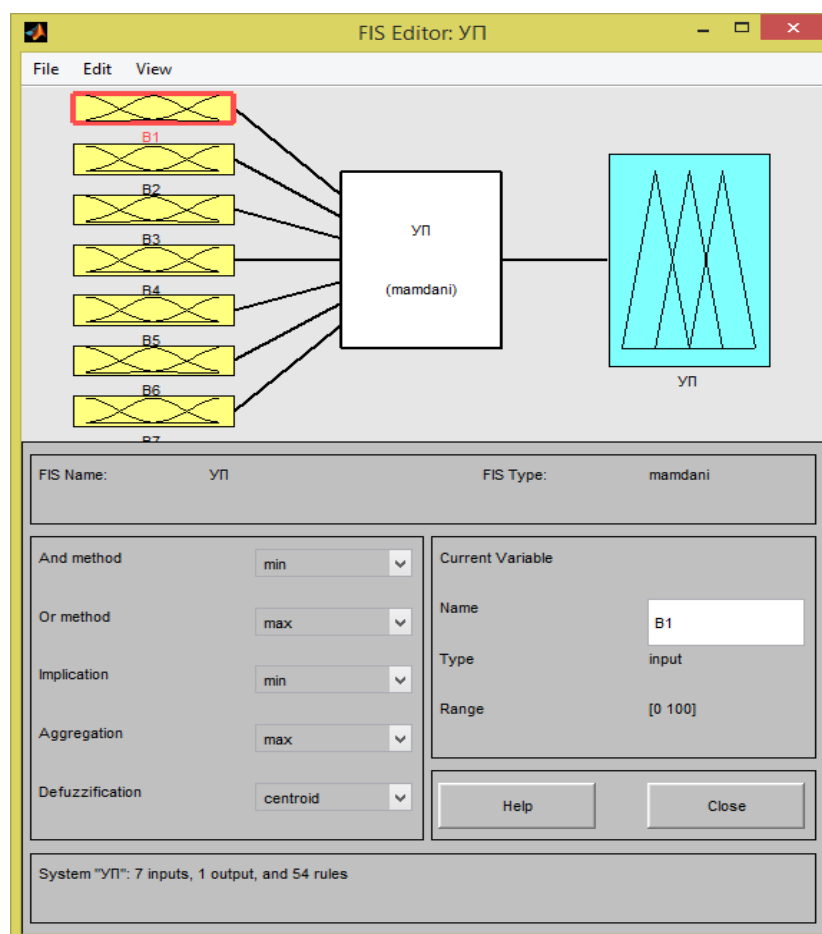 FIS Editor: УП
File Edit View
B1
B2
B3
B4
B5
B6
B7
УП
(mamdani)
УП
FIS Name: УП
FIS Type: mamdani
And method min
Or method max
Implication min
Aggregation max
Defuzzification centroid
Current Variable
Name B1
Type input
Range [0 100]
Help Close
System "УП": 7 inputs, 1 output, and 54 rules